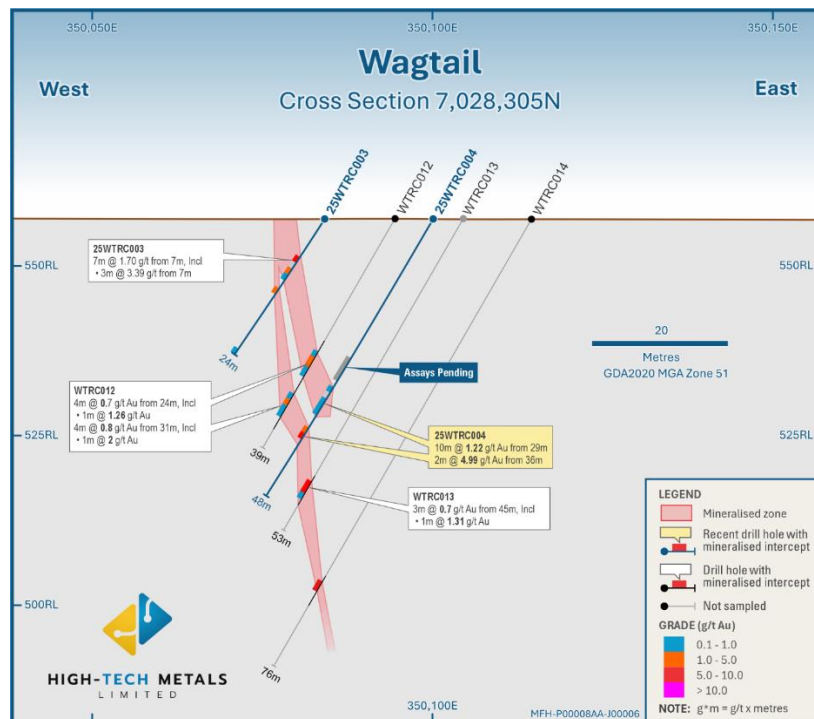 350,050E
350,100E
350,150E
Wagtail
Cross Section 7,028,305N
West
East
25WTRC003
WTRC012
25WTRC004
WTRC013
WTRC014
550RL
550RL
25WTRC003
7m @ 1.70 g/t from 7m, Incl
• 3m @ 3.39 g/t from 7m
24m
20
Metres
GDA2020 MGA Zone 51
Assays Pending
WTRC012
4m @ 0.7 g/t Au from 24m, Incl
• 1m @ 1.26 g/t Au
4m @ 0.8 g/t Au from 31m, Incl
• 1m @ 2 g/t Au
525RL
525RL
39m
25WTRC004
10m @ 1.22 g/t Au from 29m
2m @ 4.99 g/t Au from 36m
48m
WTRC013
3m @ 0.7 g/t Au from 45m, Incl
• 1m @ 1.31 g/t Au
53m
500RL
76m
HIGH-TECH METALS
LIMITED
350,100E
MFH-P00008AA-J00006
LEGEND
Mineralised zone
Recent drill hole with
mineralised intercept
Drill hole with
mineralised intercept
Not sampled
GRADE (g/t Au)
0.1 - 1.0
1.0 - 5.0
5.0 - 10.0
> 10.0
NOTE: g*m = g/t x metres